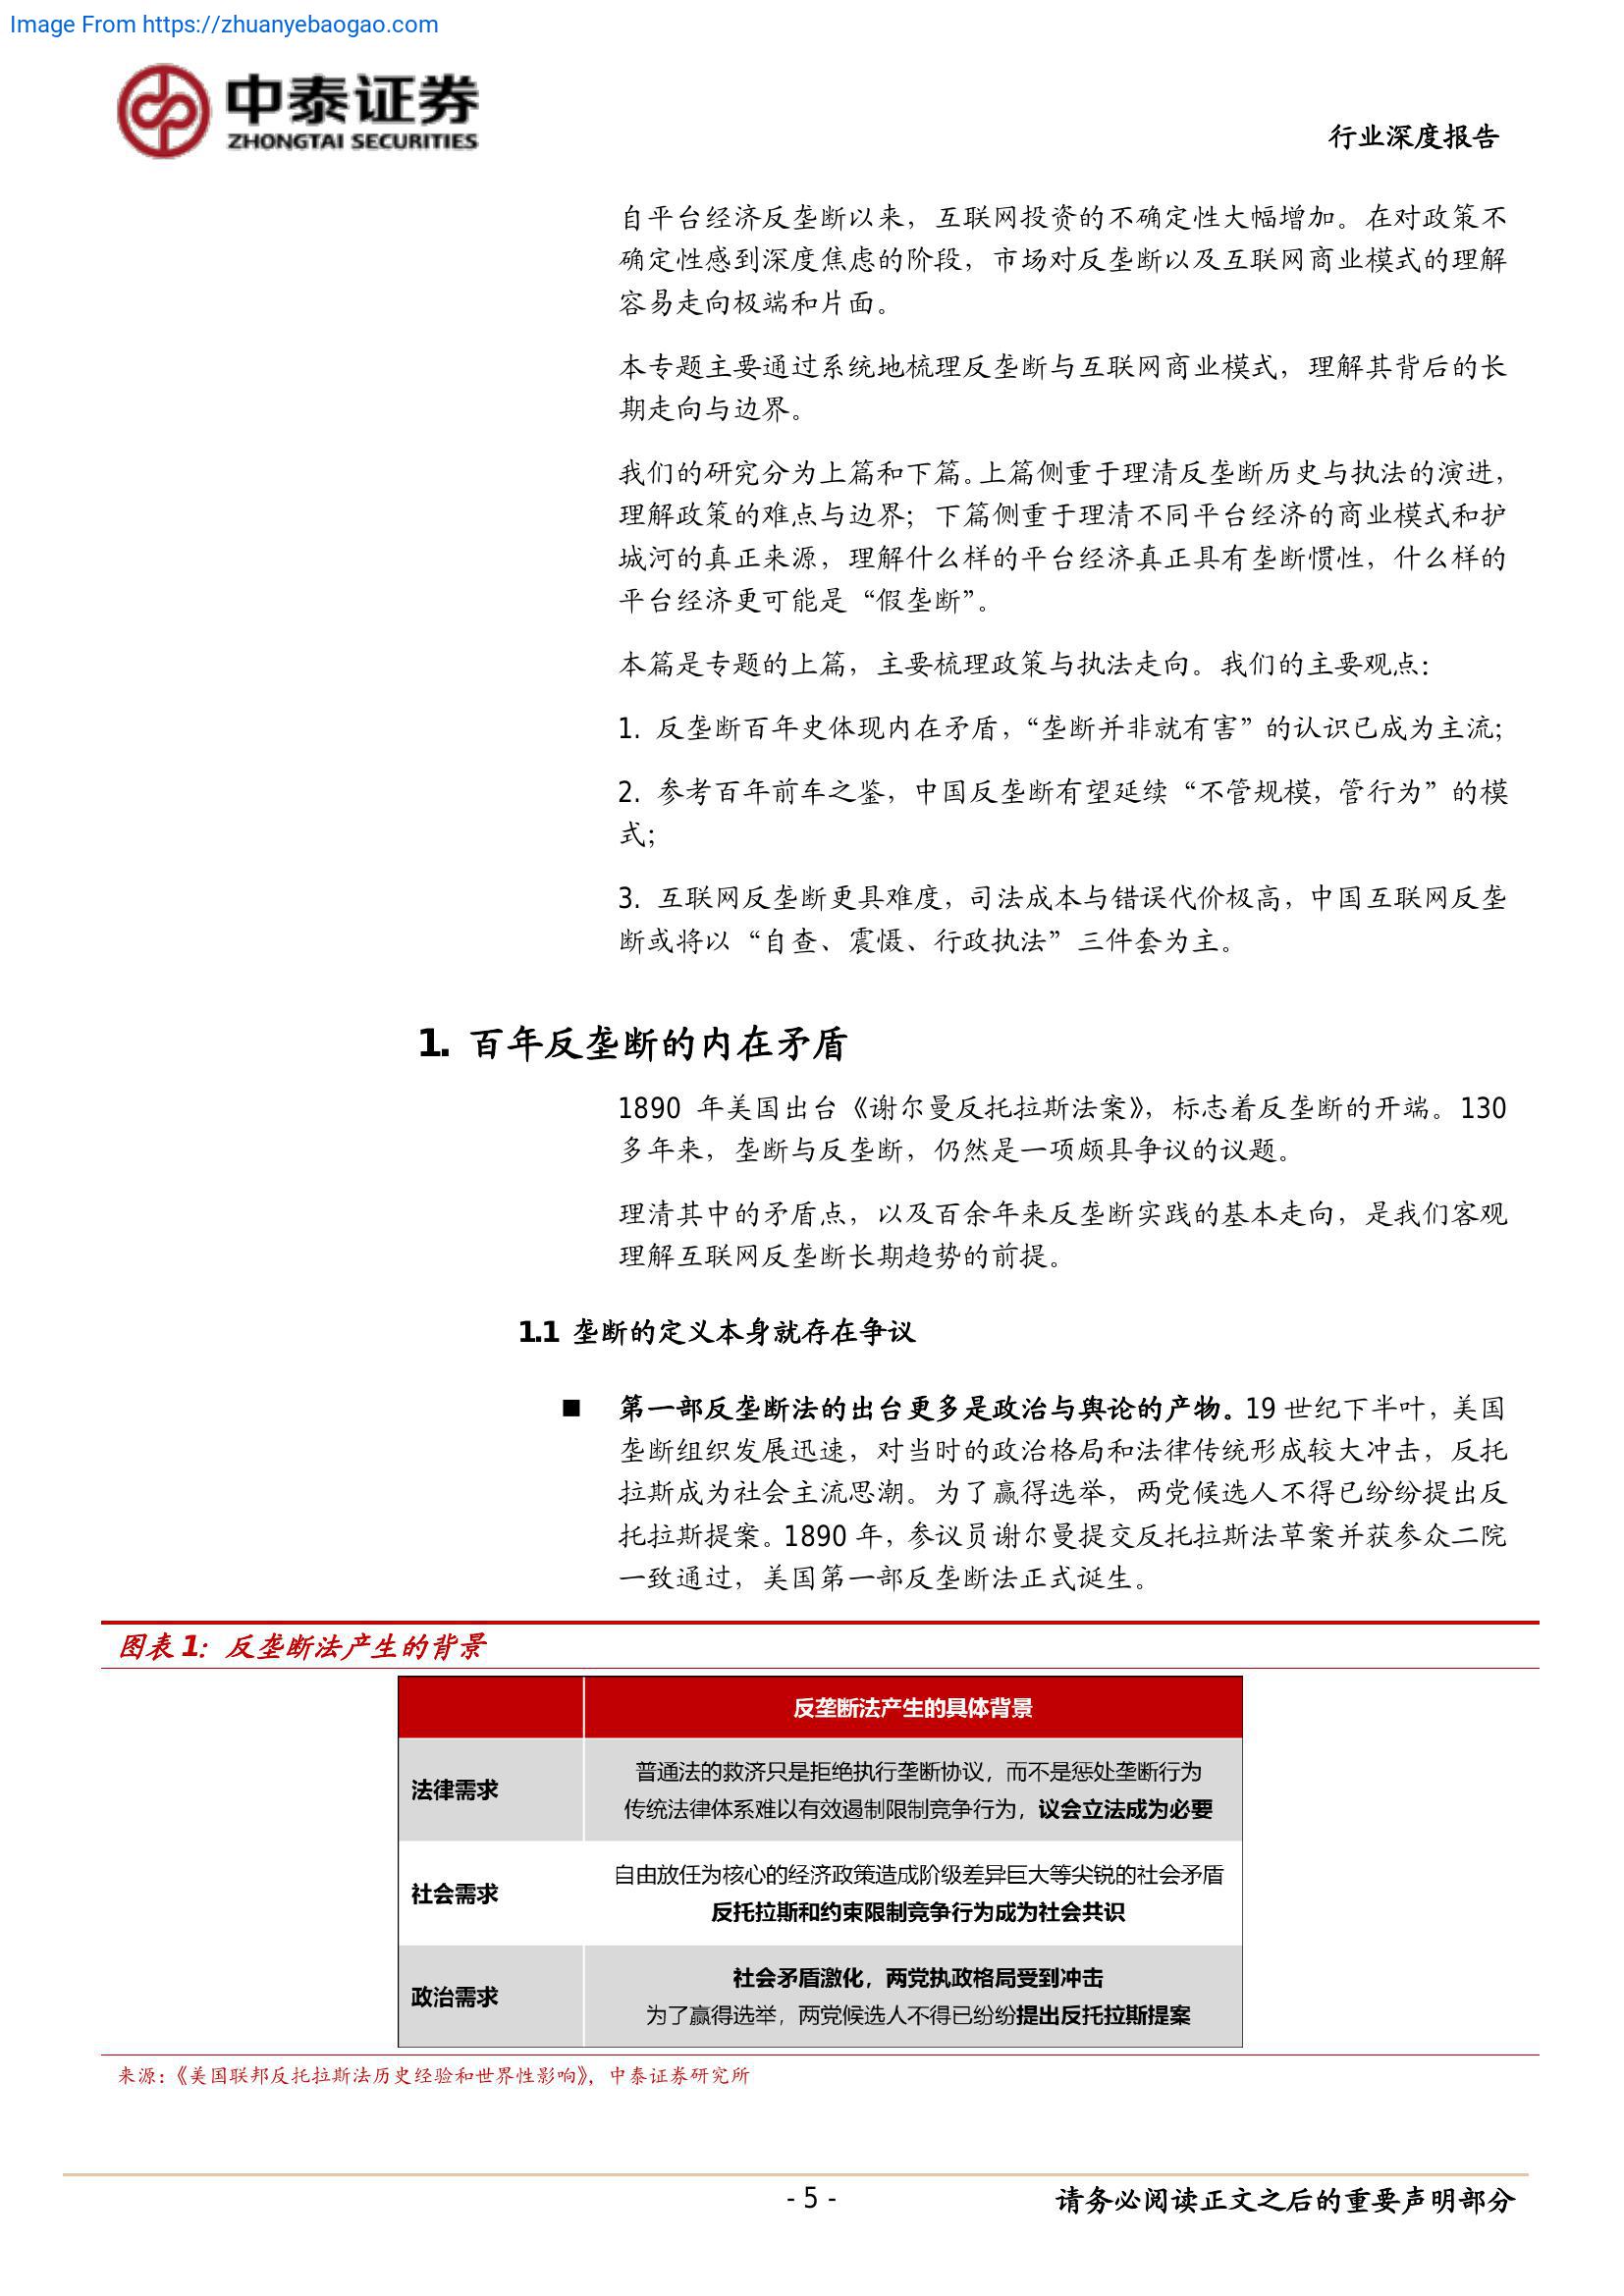 Image From https://zhuanyebaogao.com
中泰证券
ZHONGTAI SECURITIES
行业深度报告
自平台经济反垄断以来，互联网投资的不确定性大幅增加。在对政策不
确定性感到深度焦虑的阶段，市场对反垄断以及互联网商业模式的理解
容易走向极端和片面。
本专题主要通过系统地梳理反垄断与互联网商业模式，理解其背后的长
期走向与边界。
我们的研究分为上篇和下篇。上篇侧重于理清反垄断历史与执法的演进，
理解政策的难点与边界；下篇侧重于理清不同平台经济的商业模式和护
城河的真正来源，理解什么样的平台经济真正具有垄断惯性，什么样的
平台经济更可能是“假垄断”。
本篇是专题的上篇，主要梳理政策与执法走向。我们的主要观点：
1. 反垄断百年史体现内在矛盾，“垄断并非就有害”的认识已成为主流；
2. 参考百年前车之鉴，中国反垄断有望延续“不管规模，管行为”的模
式；
3. 互联网反垄断更具难度，司法成本与错误代价极高，中国互联网反垄
断或将以“自查、震慑、行政执法”三件套为主。
1. 百年反垄断的内在矛盾
1890 年美国出台《谢尔曼反托拉斯法案》，标志着反垄断的开端。130
多年来，垄断与反垄断，仍然是一项颇具争议的议题。
理清其中的矛盾点，以及百余年来反垄断实践的基本走向，是我们客观
理解互联网反垄断长期趋势的前提。
1.1 垄断的定义本身就存在争议
■ 第一部反垄断法的出台更多是政治与舆论的产物。19 世纪下半叶，美国
垄断组织发展迅速，对当时的政治格局和法律传统形成较大冲击，反托
拉斯成为社会主流思潮。为了赢得选举，两党候选人不得已纷纷提出反
托拉斯提案。1890 年，参议员谢尔曼提交反托拉斯法草案并获参众二院
一致通过，美国第一部反垄断法正式诞生。
图表 1：反垄断法产生的背景
反垄断法产生的具体背景
法律需求
普通法的救济只是拒绝执行垄断协议，而不是惩处垄断行为
传统法律体系难以有效遏制限制竞争行为，议会立法成为必要
社会需求
自由放任为核心的经济政策造成阶级差异巨大等尖锐的社会矛盾
反托拉斯和约束限制竞争行为成为社会共识
政治需求
社会矛盾激化，两党执政格局受到冲击
为了赢得选举，两党候选人不得已纷纷提出反托拉斯提案
来源：《美国联邦反托拉斯法历史经验和世界性影响》，中泰证券研究所
- 5 -
请务必阅读正文之后的重要声明部分